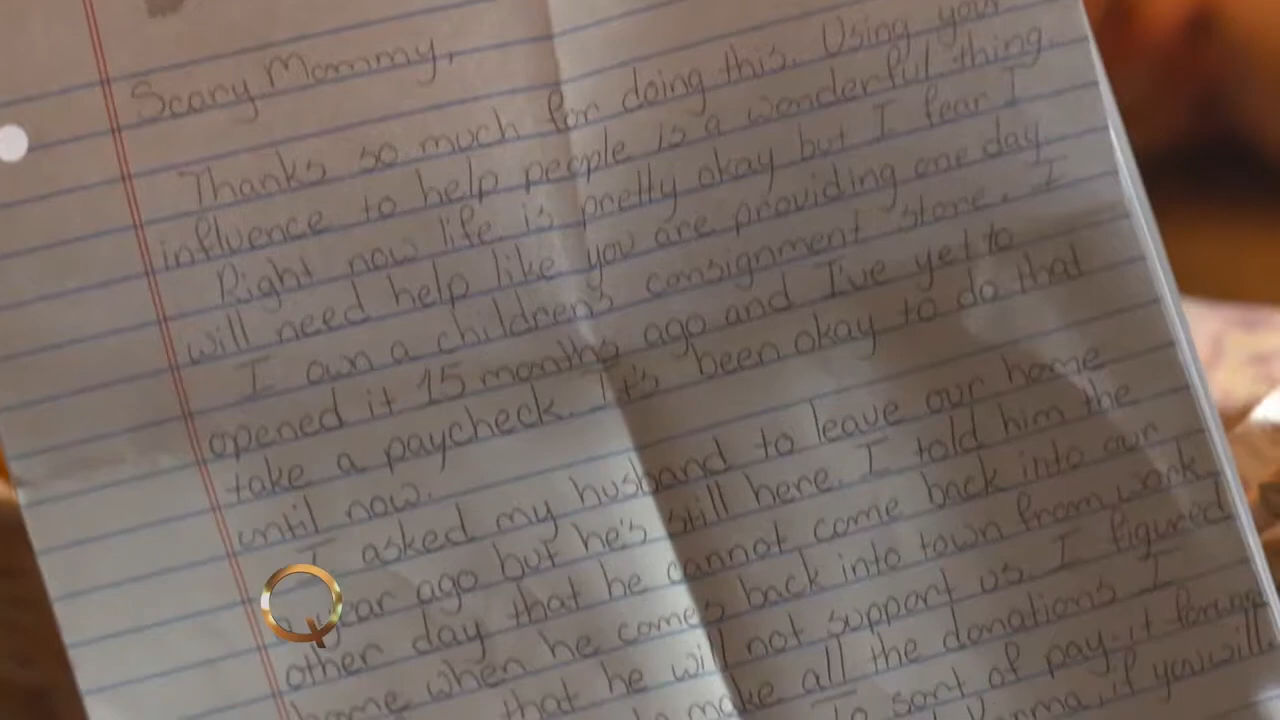 Scary Mommy,
Thanks so much for doing this. Using your
influence to help people is a wonderful thing.
Right now life is pretty okay but I fear I
will need help like you are providing one day.
I own a children's consignment store. I
opened it 15 months ago and I've yet to
take a paycheck. It's been okay to do that
until now.
I asked my husband to leave our home
a year ago but he's still here. I told him the
other day that he cannot come back into our
home when he comes back into town from work
that he will not support us. I figured
make all the donations I
To sort of pay-it forward
if you will.
Q